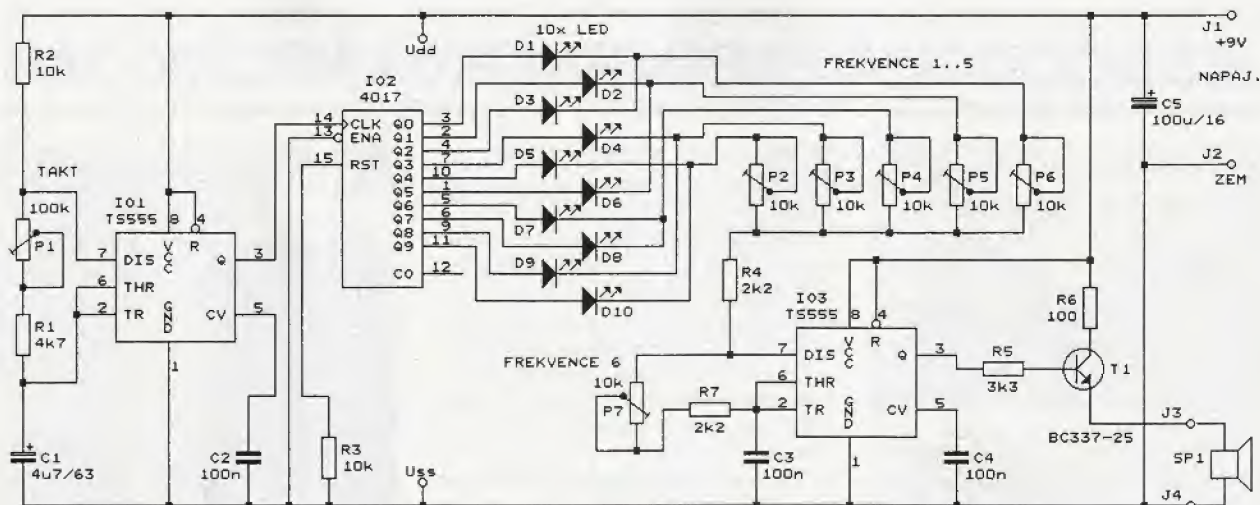 R2
10k
TAKT
100k
P1
R1
4k7
C1
4u7/63
IO1
TS555
8
4
VCC
R
7
DIS
Q
3
6
THR
2
TR
GND
CV
5
1
C2
100n
R3
10k
Udd
Uss
IO2
4017
14
CLK
13
ENA
15
RST
Q0
3
Q1
2
Q2
4
Q3
7
Q4
10
Q5
1
Q6
5
Q7
6
Q8
9
Q9
11
CO
12
10x LED
D1
D2
D3
D4
D5
D6
D7
D8
D9
D10
FREKVENCE 1..5
P2
10k
P3
10k
P4
10k
P5
10k
P6
10k
R4
2k2
FREKVENCE 6
10k
P7
R7
2k2
IO3
TS555
8
4
VCC
R
7
DIS
Q
3
6
THR
2
TR
GND
CV
5
1
C3
100n
C4
100n
R5
3k3
R6
100
T1
BC337-25
J1
+9V
NAPAJ.
C5
100u/16
J2
ZEM
J3
SP1
J4